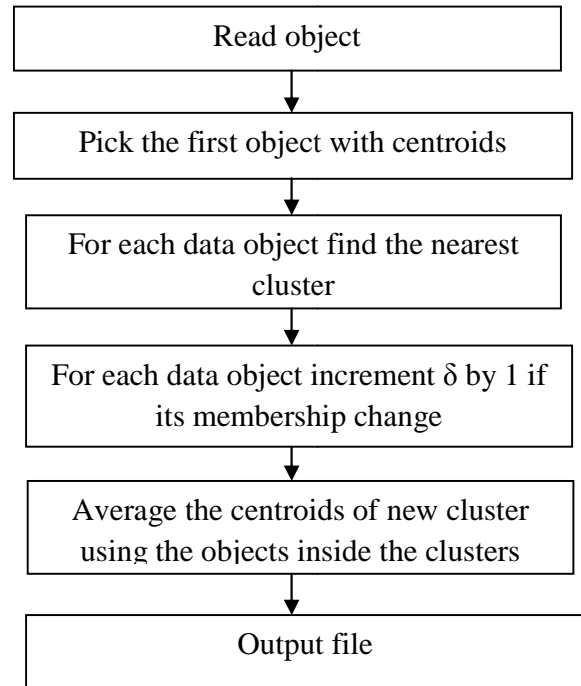 Read object
Pick the first object with centroids
For each data object find the nearest
cluster
For each data object increment δ by 1 if
its membership change
Average the centroids of new cluster
using the objects inside the clusters
Output file